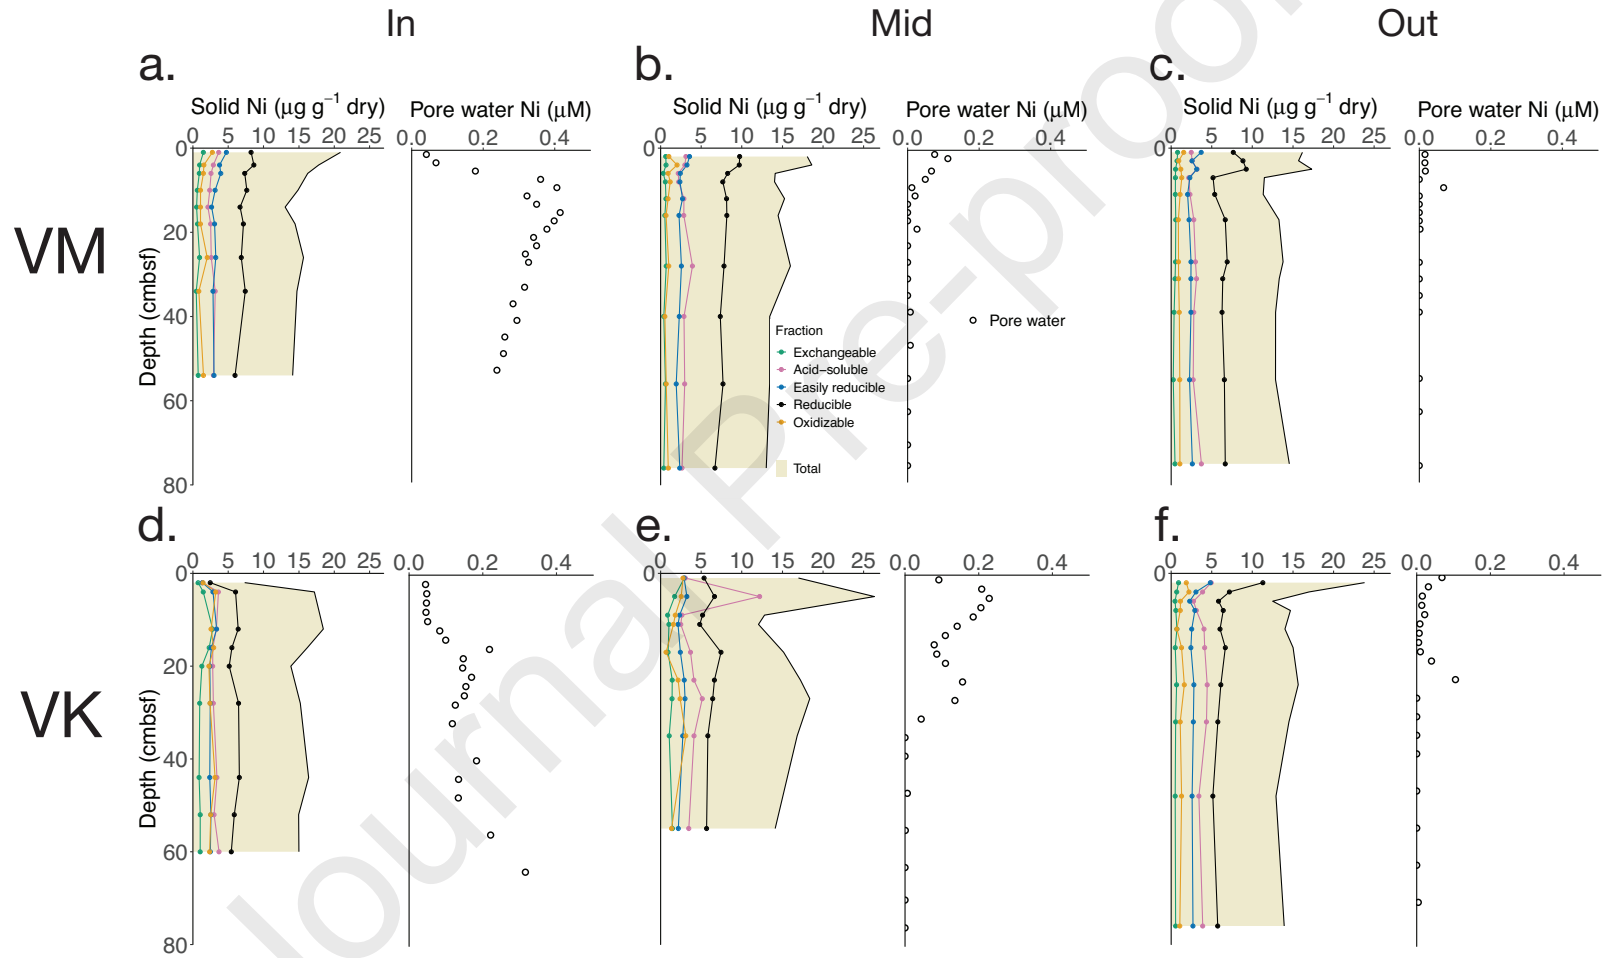 In Mid Out
a. b. c.
Solid Ni (μg g⁻¹ dry) Pore water Ni (μM) Solid Ni (μg g⁻¹ dry) Pore water Ni (μM) Solid Ni (μg g⁻¹ dry) Pore water Ni (μM)
0 5 10 15 20 25 0.0 0.2 0.4 0 5 10 15 20 25 0.0 0.2 0.4 0 5 10 15 20 25 0.0 0.2 0.4
VM
Depth (cmbsf)
0
20
40
60
80
Fraction
Exchangeable
Acid−soluble
Easily reducible
Reducible
Oxidizable
Total
Pore water
d. e. f.
0 5 10 15 20 25 0.0 0.2 0.4 0 5 10 15 20 25 0.0 0.2 0.4 0 5 10 15 20 25 0.0 0.2 0.4
VK
Depth (cmbsf)
0
20
40
60
80
Journal Pre-proof